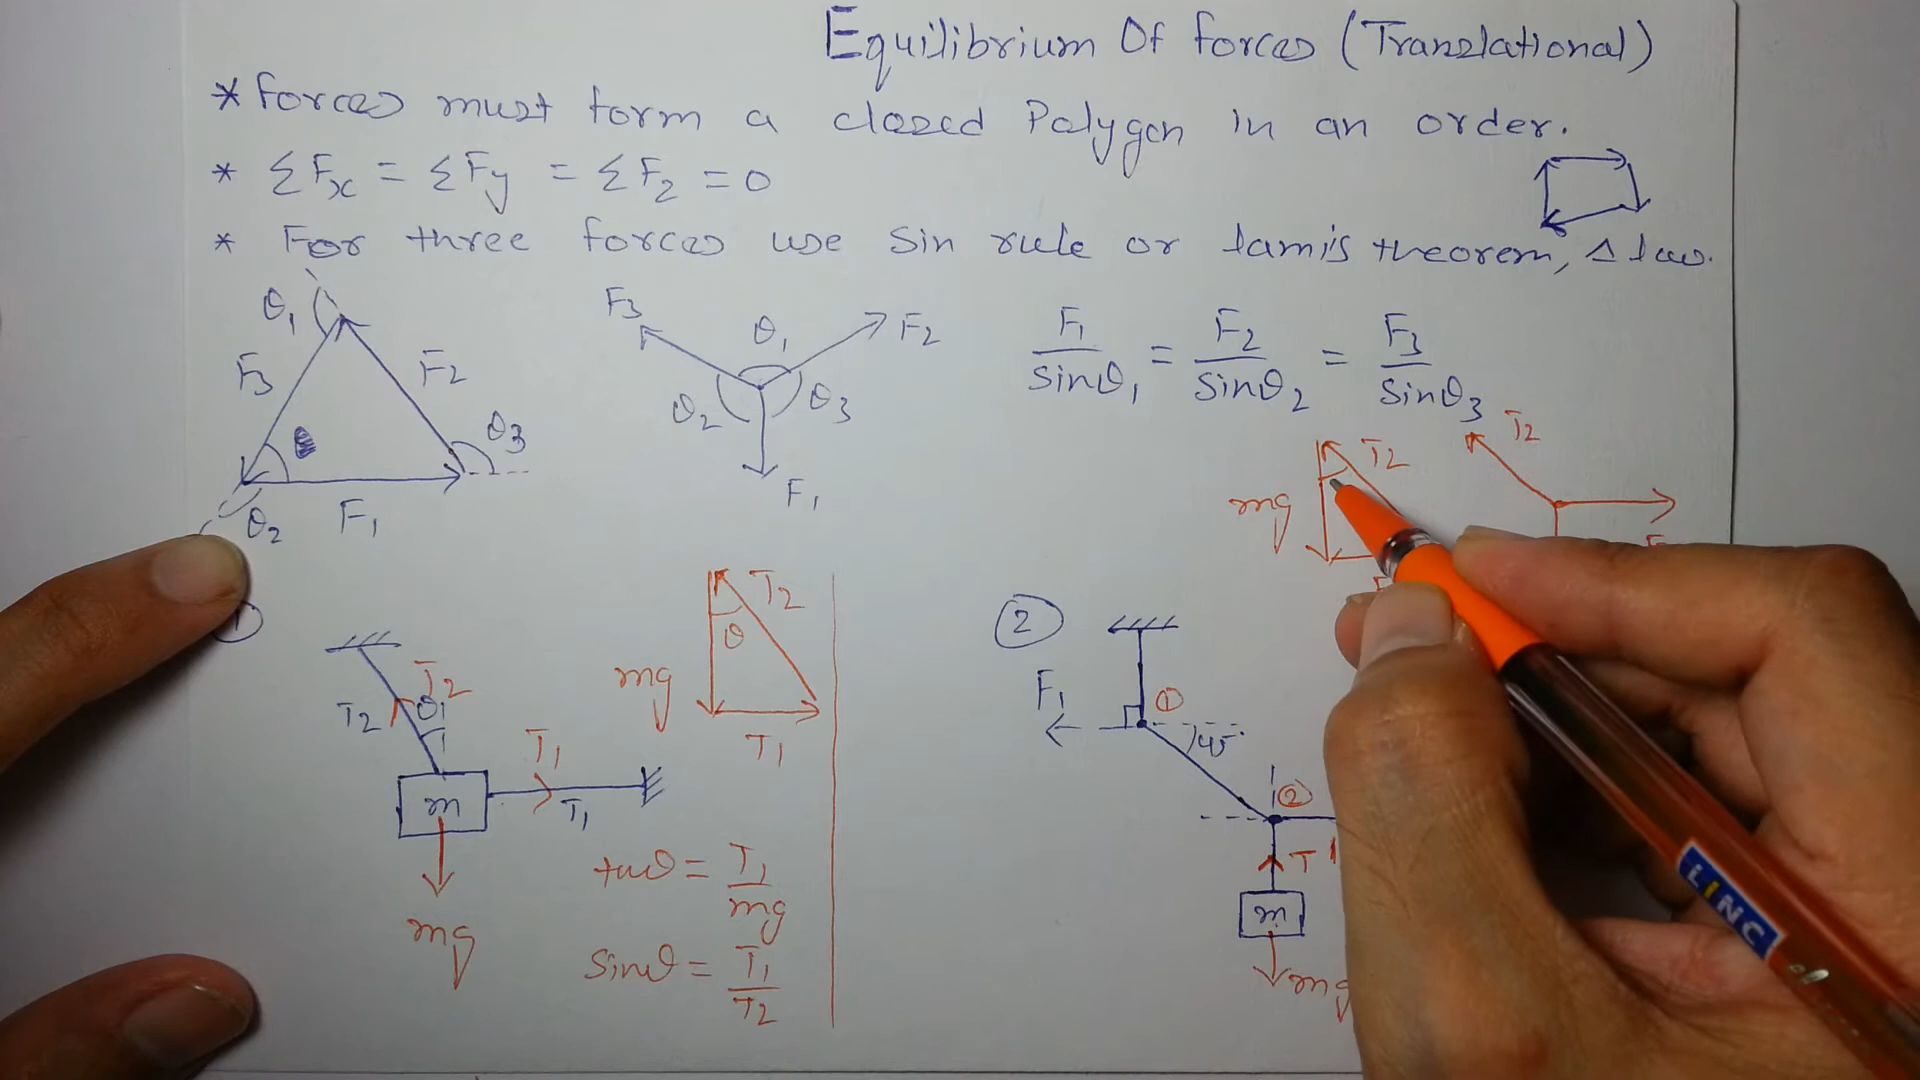 Equilibrium Of forces (Translational)
* forces must form a closed Polygon in an order.
* ΣFx = ΣFy = ΣFz = 0
* For three forces use Sin rule or lami's theorem, Δ law.
θ1
F3
F2
θ3
θ2
F1
F3
θ1
F2
θ2
θ3
F1
F1/Sinθ1 = F2/Sinθ2 = F3/Sinθ3
T2
mg
T2
1
T2
T2
θ
m
T1
T1
mg
T2
θ
mg
T1
tanθ = T1/mg
Sinθ = T1/T2
2
F1
1
45°
2
T
m
mg
LINC